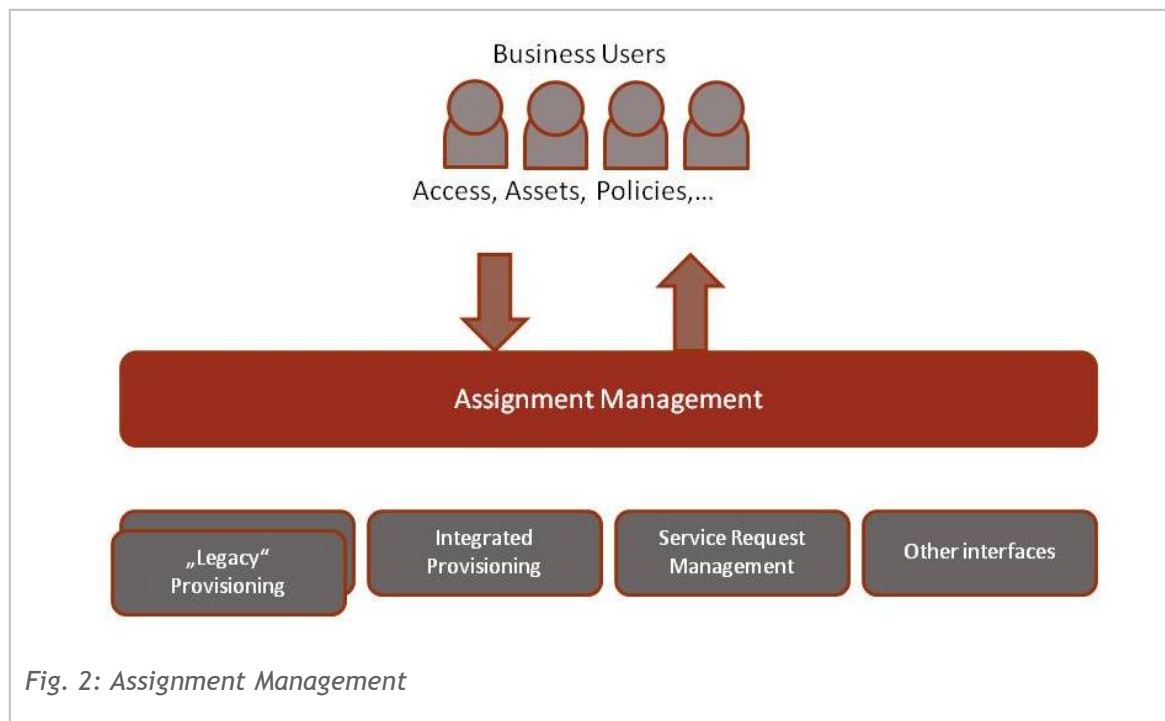 Business Users
Access, Assets, Policies,...
Assignment Management
„Legacy“
Provisioning
Integrated
Provisioning
Service Request
Management
Other interfaces
Fig. 2: Assignment Management